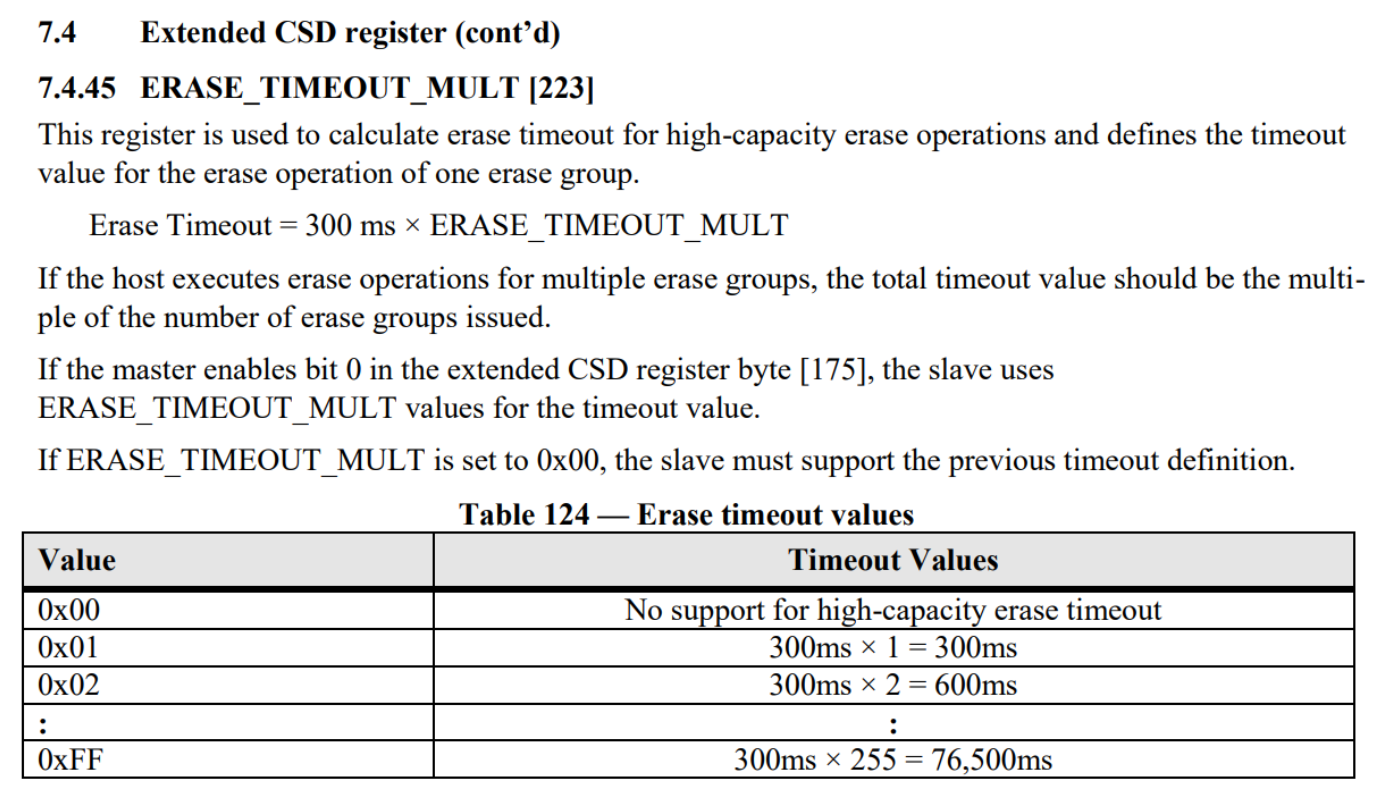 7.4 Extended CSD register (cont’d)
7.4.45 ERASE_TIMEOUT_MULT [223]
This register is used to calculate erase timeout for high-capacity erase operations and defines the timeout
value for the erase operation of one erase group.
Erase Timeout = 300 ms × ERASE_TIMEOUT_MULT
If the host executes erase operations for multiple erase groups, the total timeout value should be the multi-
ple of the number of erase groups issued.
If the master enables bit 0 in the extended CSD register byte [175], the slave uses
ERASE_TIMEOUT_MULT values for the timeout value.
If ERASE_TIMEOUT_MULT is set to 0x00, the slave must support the previous timeout definition.
Table 124 — Erase timeout values
Value Timeout Values
0x00 No support for high-capacity erase timeout
0x01 300ms × 1 = 300ms
0x02 300ms × 2 = 600ms
: :
0xFF 300ms × 255 = 76,500ms